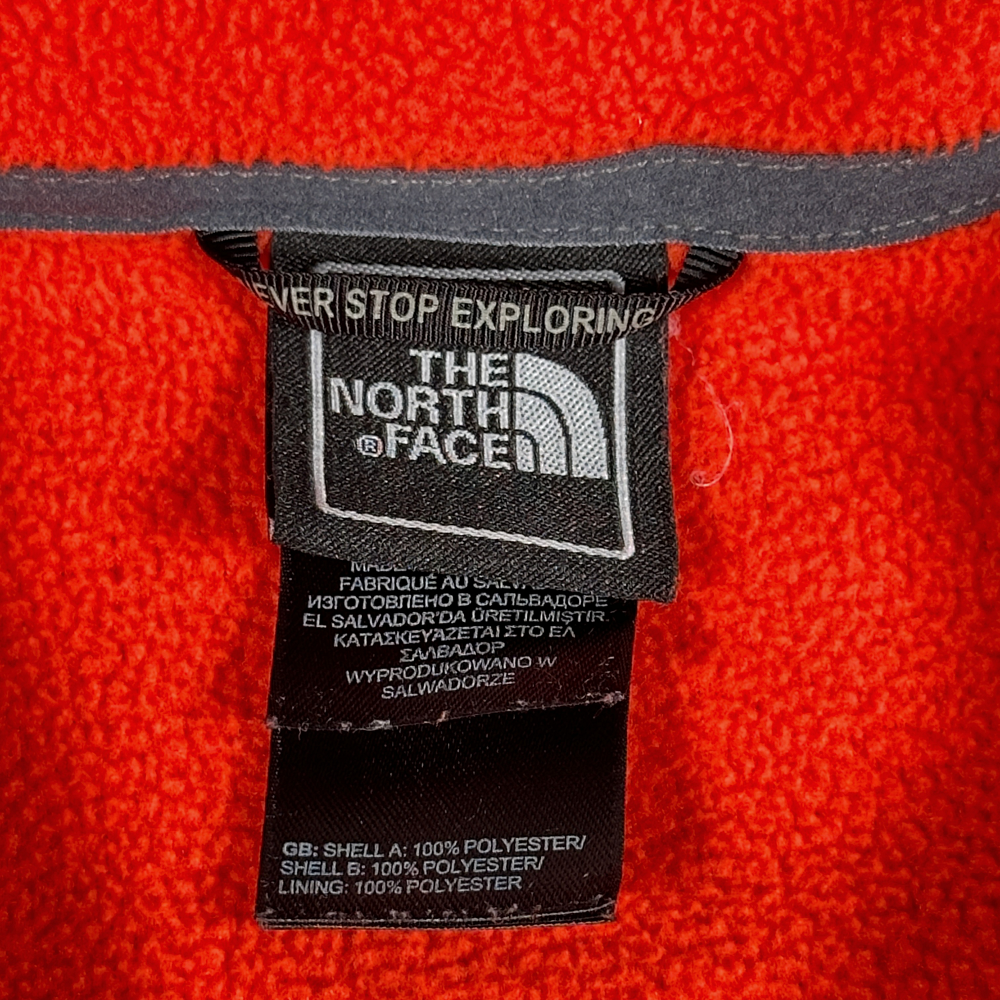 EVER STOP EXPLORING
THE
NORTH
® FACE
FABRIQUÉ AU
ИЗГОТОВЛЕНО В САЛЬВАДОРЕ
EL SALVADOR'DA ÜRETILMIŞTIR.
ΚΑΤΑΣΚΕΥΑΖΕΤΑΙ ΣΤΟ ΕΛ
ΣΑΛΒΑΔΟΡ
WYPRODUKOWANO W
SALWADORZE
GB: SHELL A: 100% POLYESTER/
SHELL B: 100% POLYESTER/
LINING: 100% POLYESTER